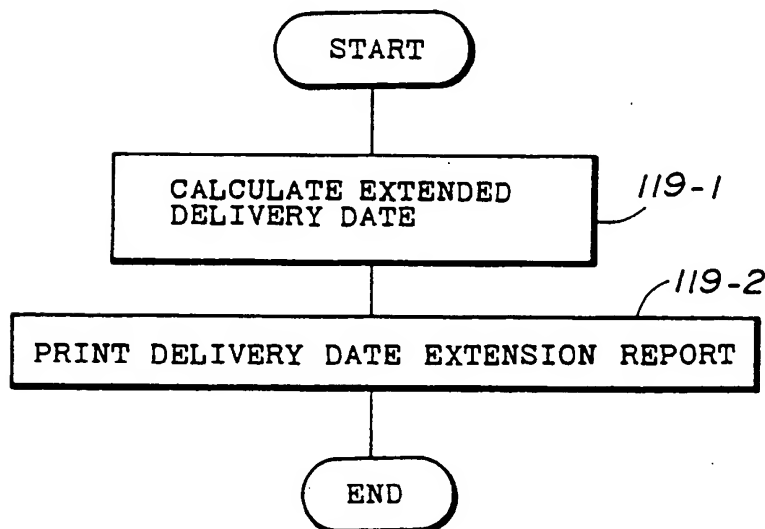 START
CALCULATE EXTENDED
DELIVERY DATE
119-1
119-2
PRINT DELIVERY DATE EXTENSION REPORT
END